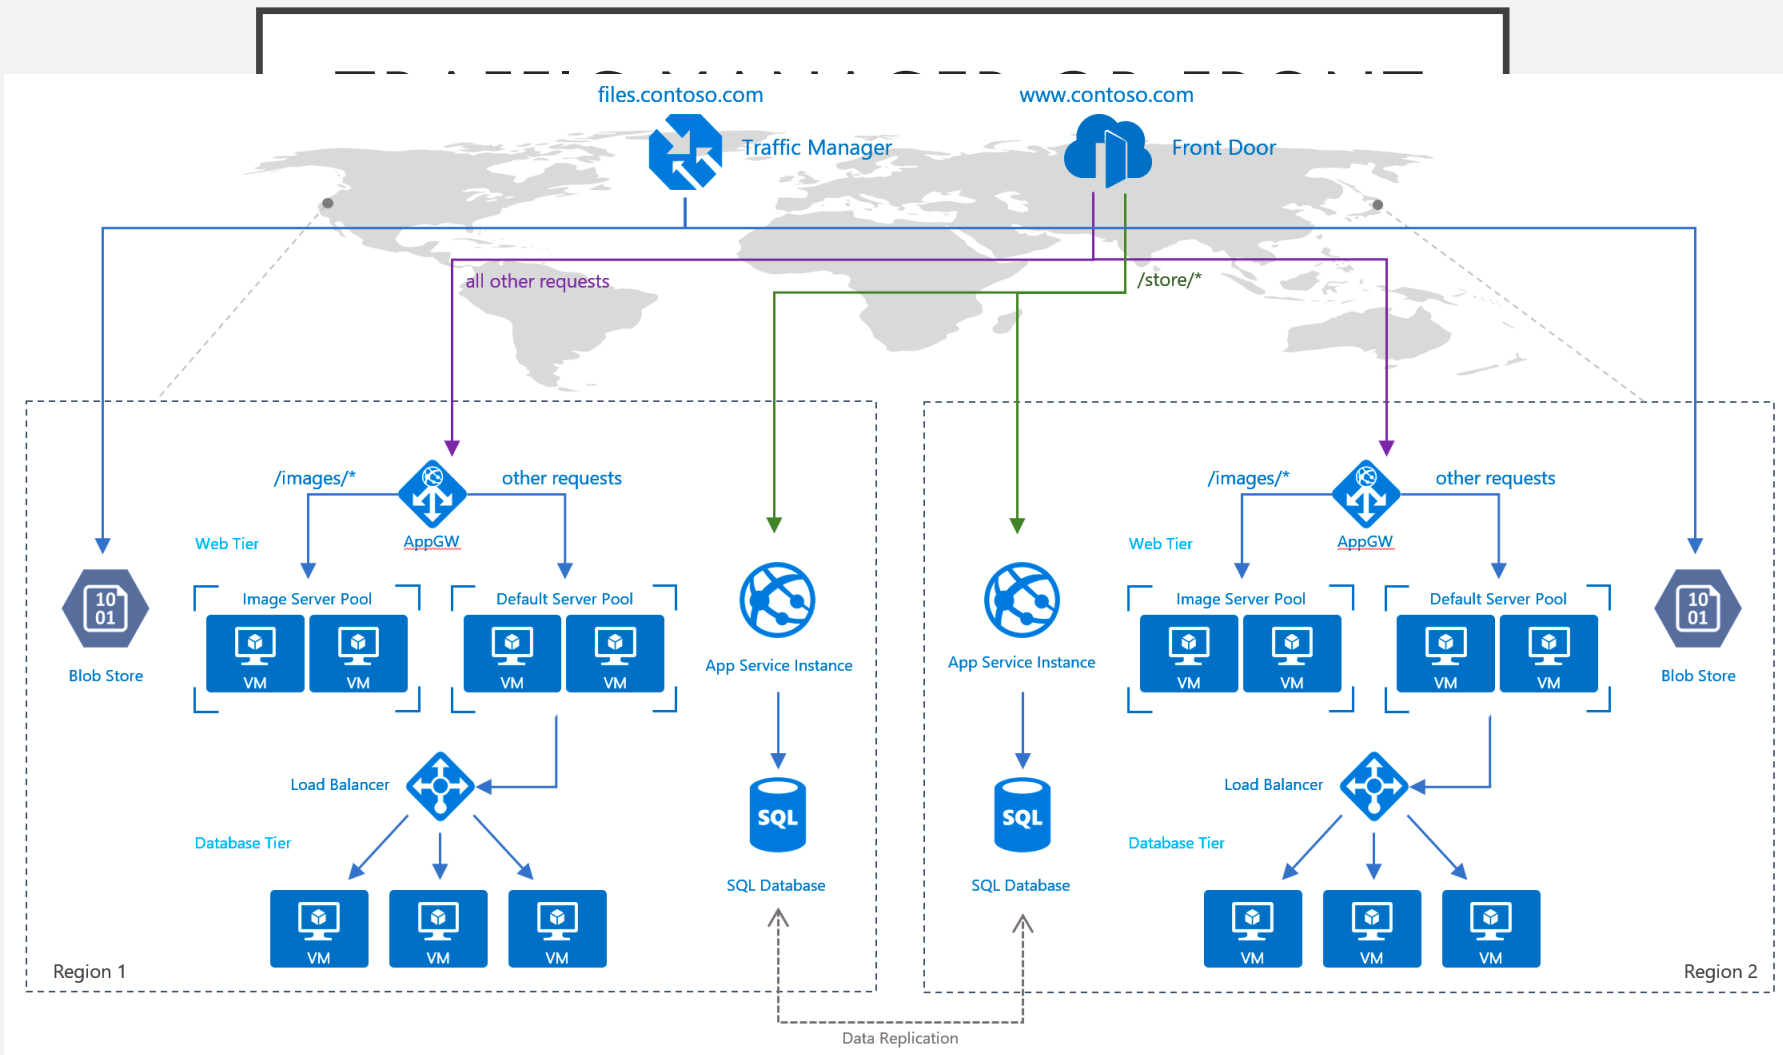 files.contoso.com
www.contoso.com
Traffic Manager
Front Door
all other requests
/store/*
/images/*
other requests
AppGW
Web Tier
Image Server Pool
Default Server Pool
VM
VM
VM
VM
Blob Store
App Service Instance
Load Balancer
SQL
Database Tier
SQL Database
VM
VM
VM
Region 1
/images/*
other requests
AppGW
Web Tier
Image Server Pool
Default Server Pool
VM
VM
VM
VM
10
01
10
01
App Service Instance
Blob Store
Load Balancer
SQL
Database Tier
SQL Database
VM
VM
VM
Region 2
Data Replication